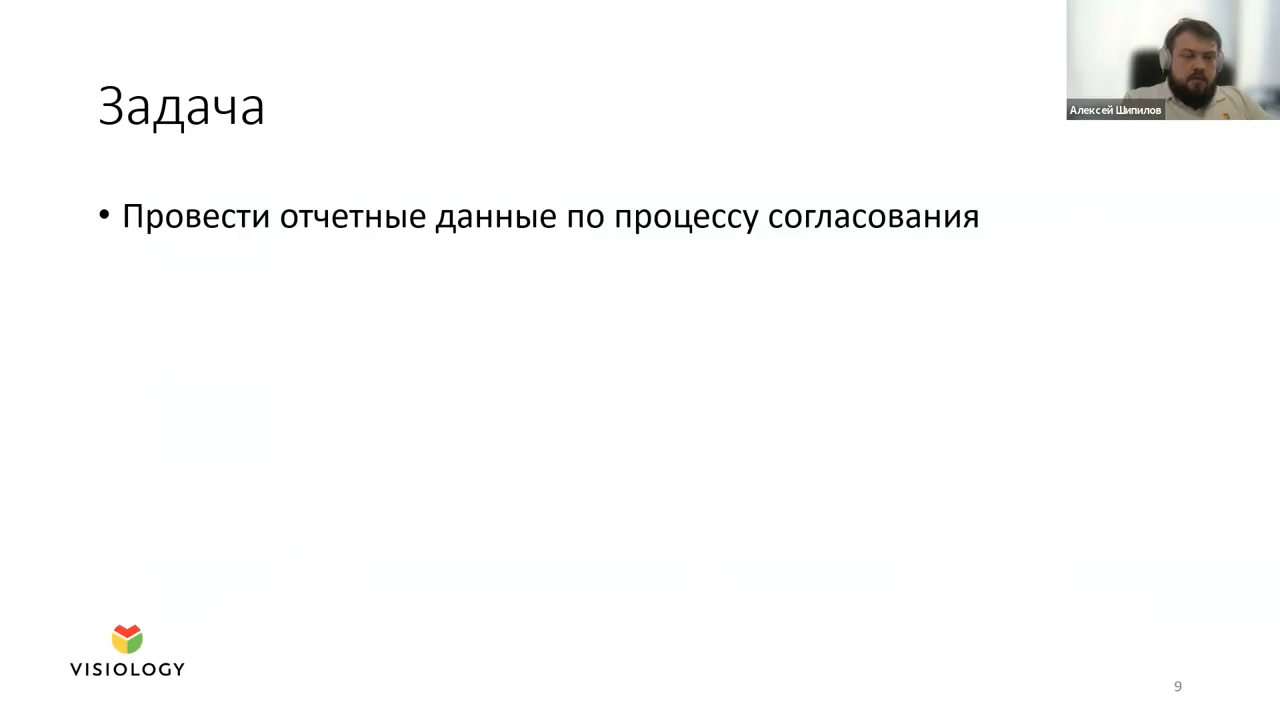 Задача
Алексей Шипилов
• Провести отчетные данные по процессу согласования
VISIOLOGY
9